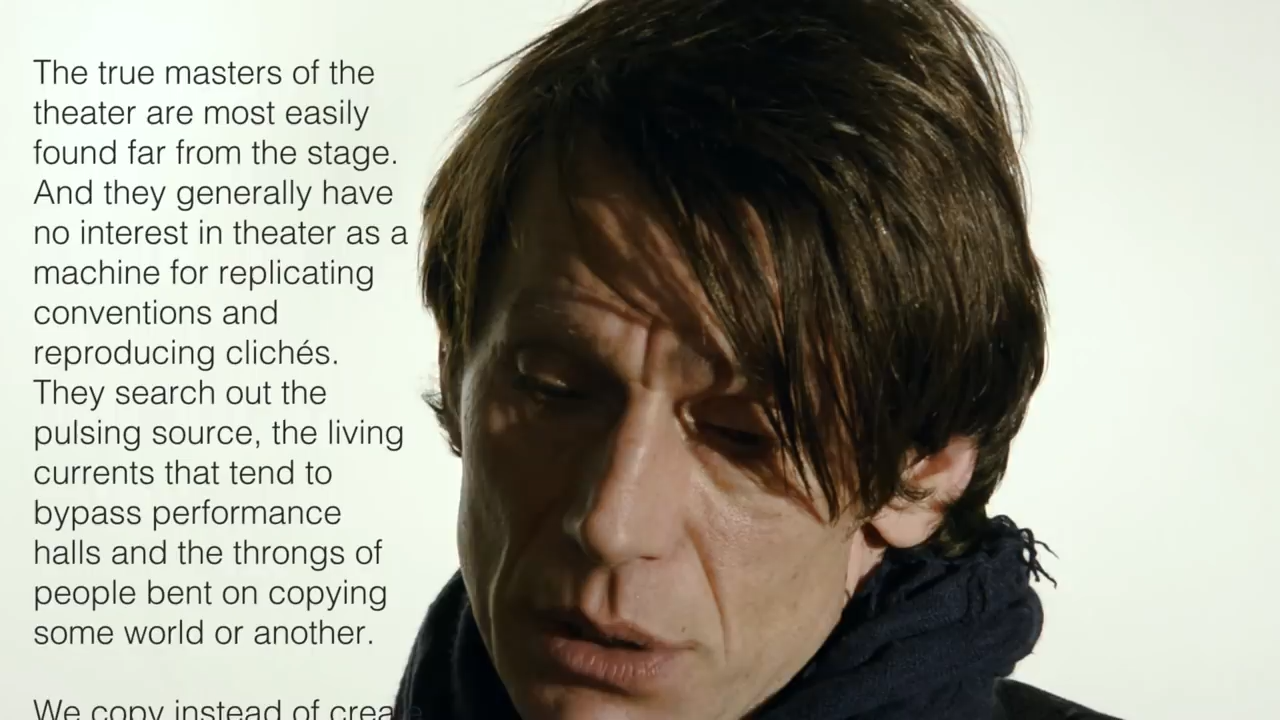 The true masters of the
theater are most easily
found far from the stage.
And they generally have
no interest in theater as a
machine for replicating
conventions and
reproducing clichés.
They search out the
pulsing source, the living
currents that tend to
bypass performance
halls and the throngs of
people bent on copying
some world or another.
We copy instead of create